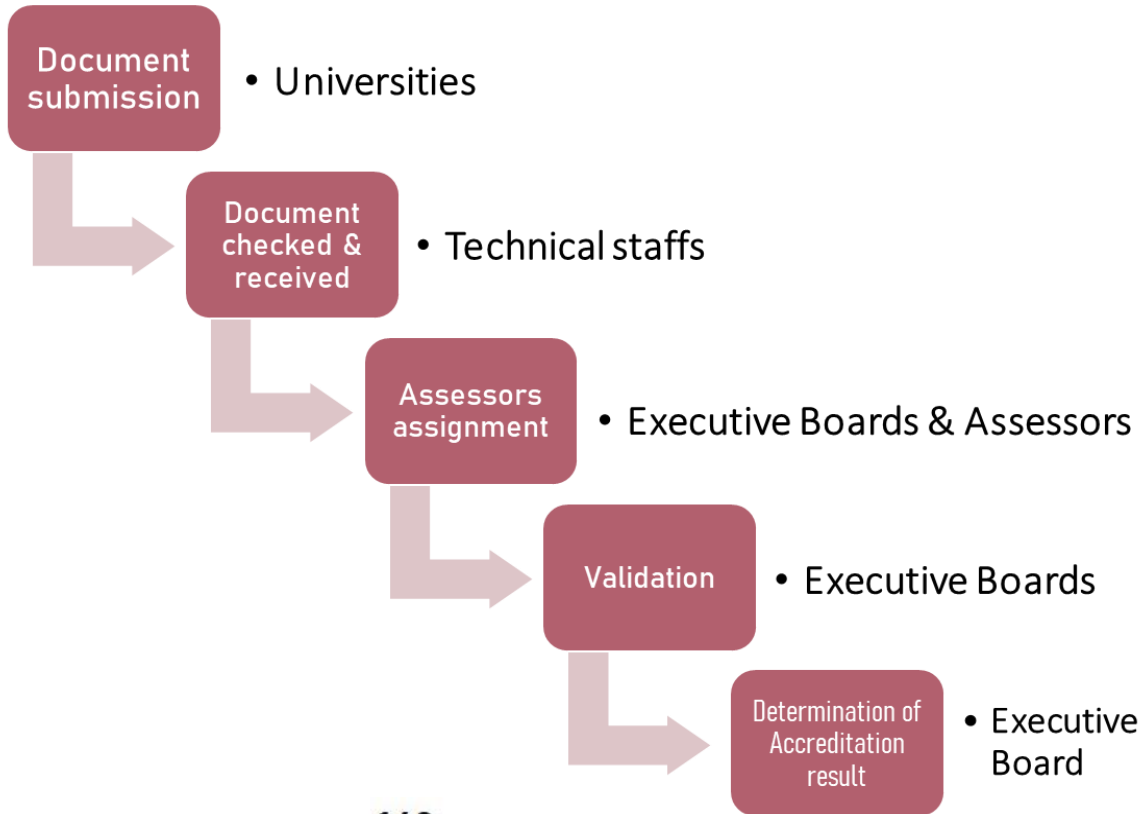 Document
submission
• Universities
Document
checked &
received
• Technical staffs
Assessors
assignment
• Executive Boards & Assessors
Validation
• Executive Boards
Determination of
Accreditation
result
• Executive
Board